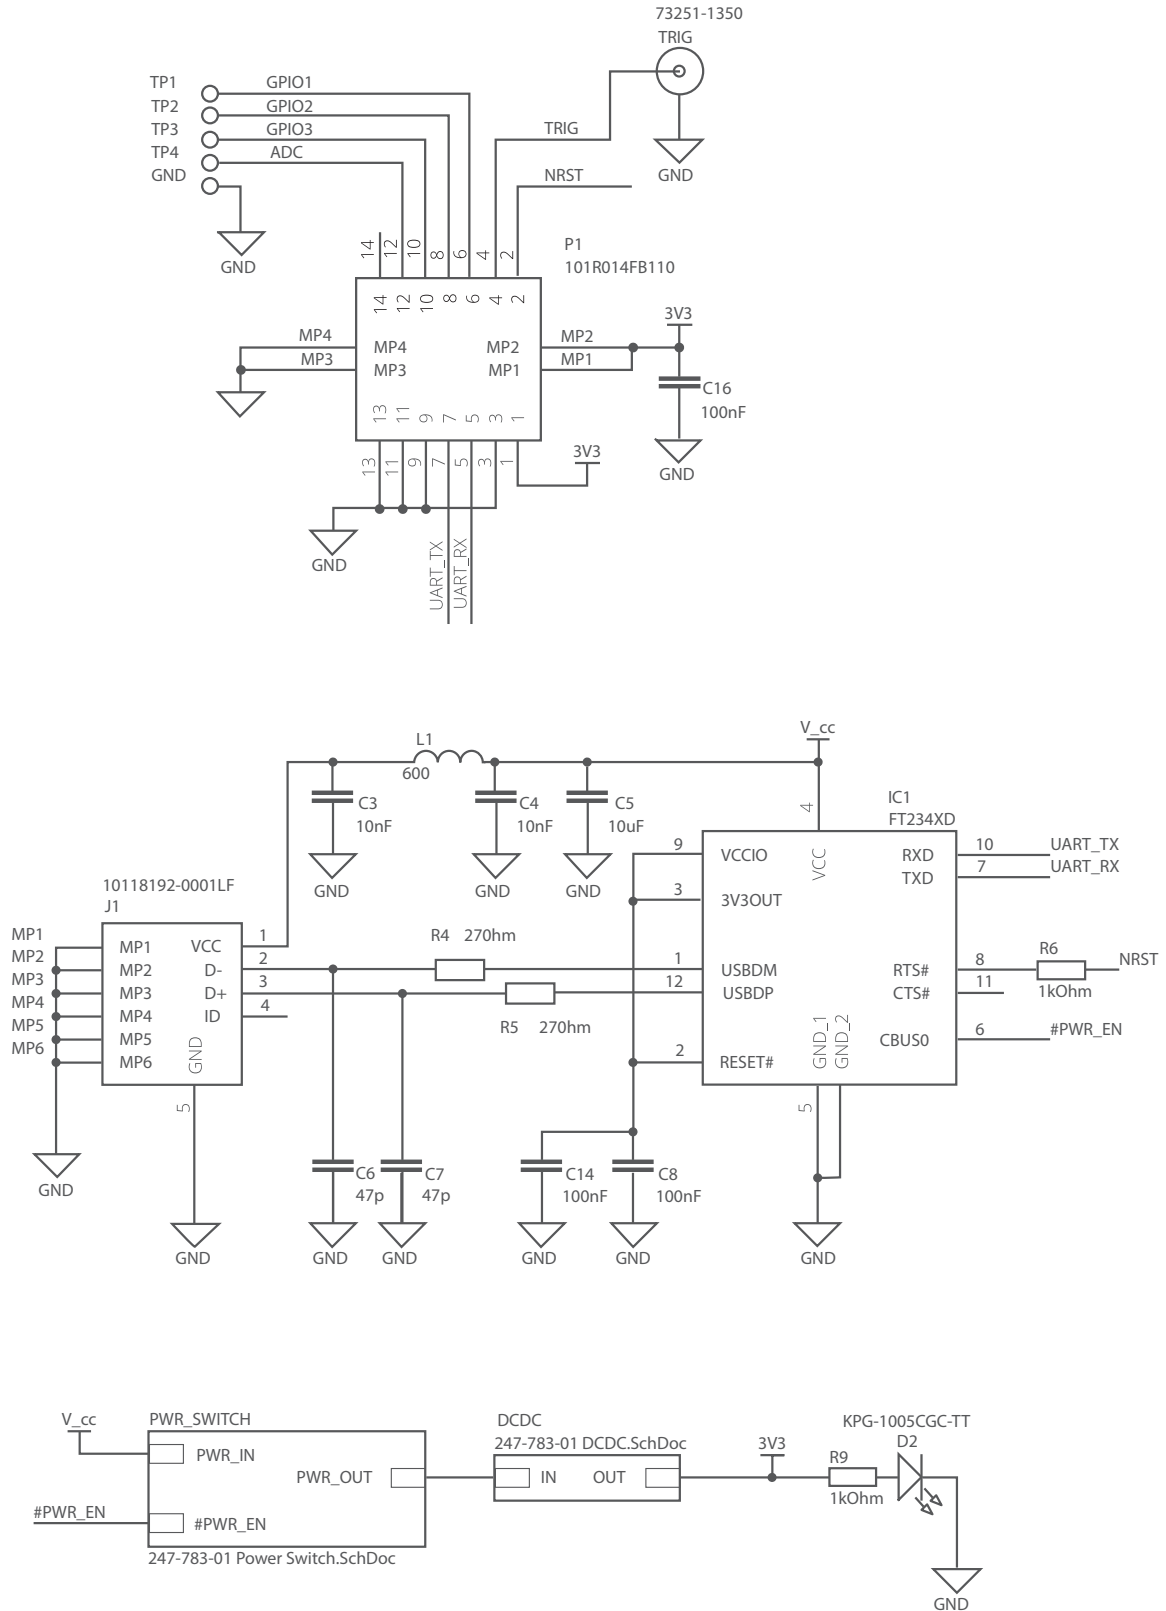 73251-1350
TRIG
TP1 GPIO1
TP2 GPIO2
TP3 GPIO3
TP4 ADC
GND
TRIG
GND
NRST
GND
14 12 10 8 6 4 2
P1
101R014FB110
14 12 10 8 6 4 2
3V3
MP4 MP4 MP2 MP2
MP3 MP3 MP1 MP1
C16
100nF
13 11 9 7 5 3 1
3V3
13 11 9 7 5 3 1
GND
GND
UART_TX
UART_RX
V_cc
L1
600
C3
10nF
C4
10nF
C5
10uF
GND
GND
GND
4
IC1
FT234XD
9 VCCIO
VCC
RXD 10 UART_TX
TXD 7 UART_RX
3 3V3OUT
10118192-0001LF
J1
MP1 MP1 VCC 1
MP2 MP2 D- 2
MP3 MP3 D+ 3
MP4 MP4 ID 4
MP5 MP5
MP6 MP6
GND
5
R4 270hm
R5 270hm
1 USBDM
12 USBDP
2 RESET#
RTS# 8
R6
1kOhm
NRST
CTS# 11
CBUS0 6 #PWR_EN
GND_1
GND_2
5
GND
C6
47p
C7
47p
C14
100nF
C8
100nF
GND
GND
GND
GND
GND
GND
V_cc
PWR_SWITCH
PWR_IN
PWR_OUT
#PWR_EN
#PWR_EN
247-783-01 Power Switch.SchDoc
DCDC
247-783-01 DCDC.SchDoc
IN OUT
3V3
R9
1kOhm
KPG-1005CGC-TT
D2
GND